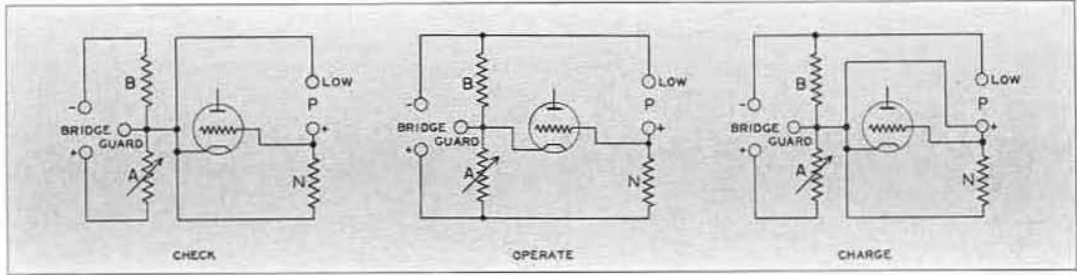 B
LOW
P
-
BRIDGE
+
GUARD
+
A
N
CHECK
B
LOW
P
-
BRIDGE
+
GUARD
+
A
N
OPERATE
B
LOW
P
-
BRIDGE
+
GUARD
+
A
N
CHARGE